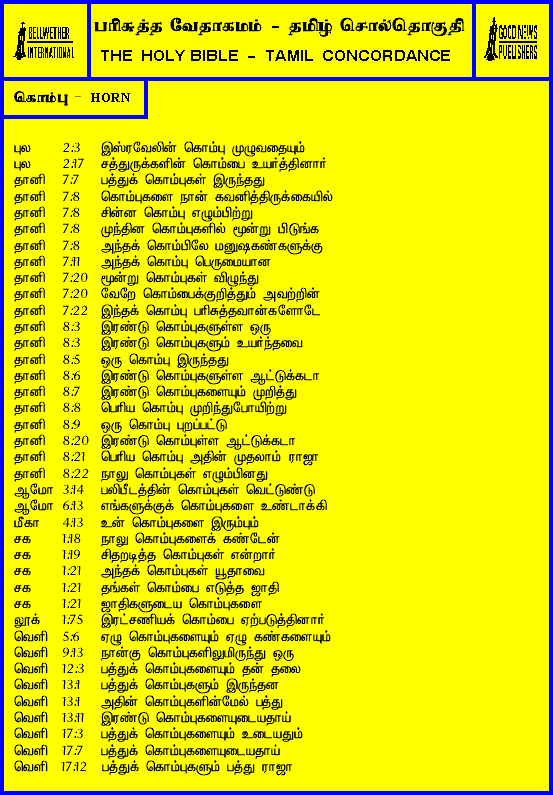 BELLWETHER
INTERNATIONAL
பரிசுத்த வேதாகமம் - தமிழ் சொல்தொகுதி
THE HOLY BIBLE - TAMIL CONCORDANCE
GOOD NEWS
PUBLISHERS
கொம்பு - HORN
புல 2:3 இஸ்ரவேலின் கொம்பு முழுவதையும்
புல 2:17 சத்துருக்களின் கொம்பை உயர்த்தினார்
தானி 7:7 பத்துக் கொம்புகள் இருந்தது
தானி 7:8 கொம்புகளை நான் கவனித்திருக்கையில்
தானி 7:8 சின்ன கொம்பு எழும்பிற்று
தானி 7:8 முந்தின கொம்புகளில் மூன்று பிடுங்க
தானி 7:8 அந்தக் கொம்பிலே மனுஷகண்களுக்கு
தானி 7:11 அந்தக் கொம்பு பெருமையான
தானி 7:20 மூன்று கொம்புகள் விழுந்து
தானி 7:20 வேறே கொம்பைக்குறித்தும் அவற்றின்
தானி 7:22 இந்தக் கொம்பு பரிசுத்தவான்களோடே
தானி 8:3 இரண்டு கொம்புகளுள்ள ஒரு
தானி 8:3 இரண்டு கொம்புகளும் உயர்ந்தவை
தானி 8:5 ஒரு கொம்பு இருந்தது
தானி 8:6 இரண்டு கொம்புகளுள்ள ஆட்டுக்கடா
தானி 8:7 இரண்டு கொம்புகளையும் முறித்து
தானி 8:8 பெரிய கொம்பு முறிந்துபோயிற்று
தானி 8:9 ஒரு கொம்பு புறப்பட்டு
தானி 8:20 இரண்டு கொம்புள்ள ஆட்டுக்கடா
தானி 8:21 பெரிய கொம்பு அதின் முதலாம் ராஜா
தானி 8:22 நாலு கொம்புகள் எழும்பினது
ஆமோ 3:14 பலிபீடத்தின் கொம்புகள் வெட்டுண்டு
ஆமோ 6:13 எங்களுக்குக் கொம்புகளை உண்டாக்கி
மீகா 4:13 உன் கொம்புகளை இரும்பும்
சக 1:18 நாலு கொம்புகளைக் கண்டேன்
சக 1:19 சிதறடித்த கொம்புகள் என்றார்
சக 1:21 அந்தக் கொம்புகள் யூதாவை
சக 1:21 தங்கள் கொம்பை எடுத்த ஜாதி
சக 1:21 ஜாதிகளுடைய கொம்புகளை
லூக் 1:75 இரட்சணியக் கொம்பை ஏற்படுத்தினார்
வெளி 5:6 ஏழு கொம்புகளையும் ஏழு கண்களையும்
வெளி 9:13 நான்கு கொம்புகளிலுமிருந்து ஒரு
வெளி 12:3 பத்துக் கொம்புகளையும் தன் தலை
வெளி 13:1 பத்துக் கொம்புகளும் இருந்தன
வெளி 13:1 அதின் கொம்புகளின்மேல் பத்து
வெளி 13:11 இரண்டு கொம்புகளையுடையதாய்
வெளி 17:3 பத்துக் கொம்புகளையும் உடையதும்
வெளி 17:7 பத்துக் கொம்புகளையுடையதாய்
வெளி 17:12 பத்துக் கொம்புகளும் பத்து ராஜா